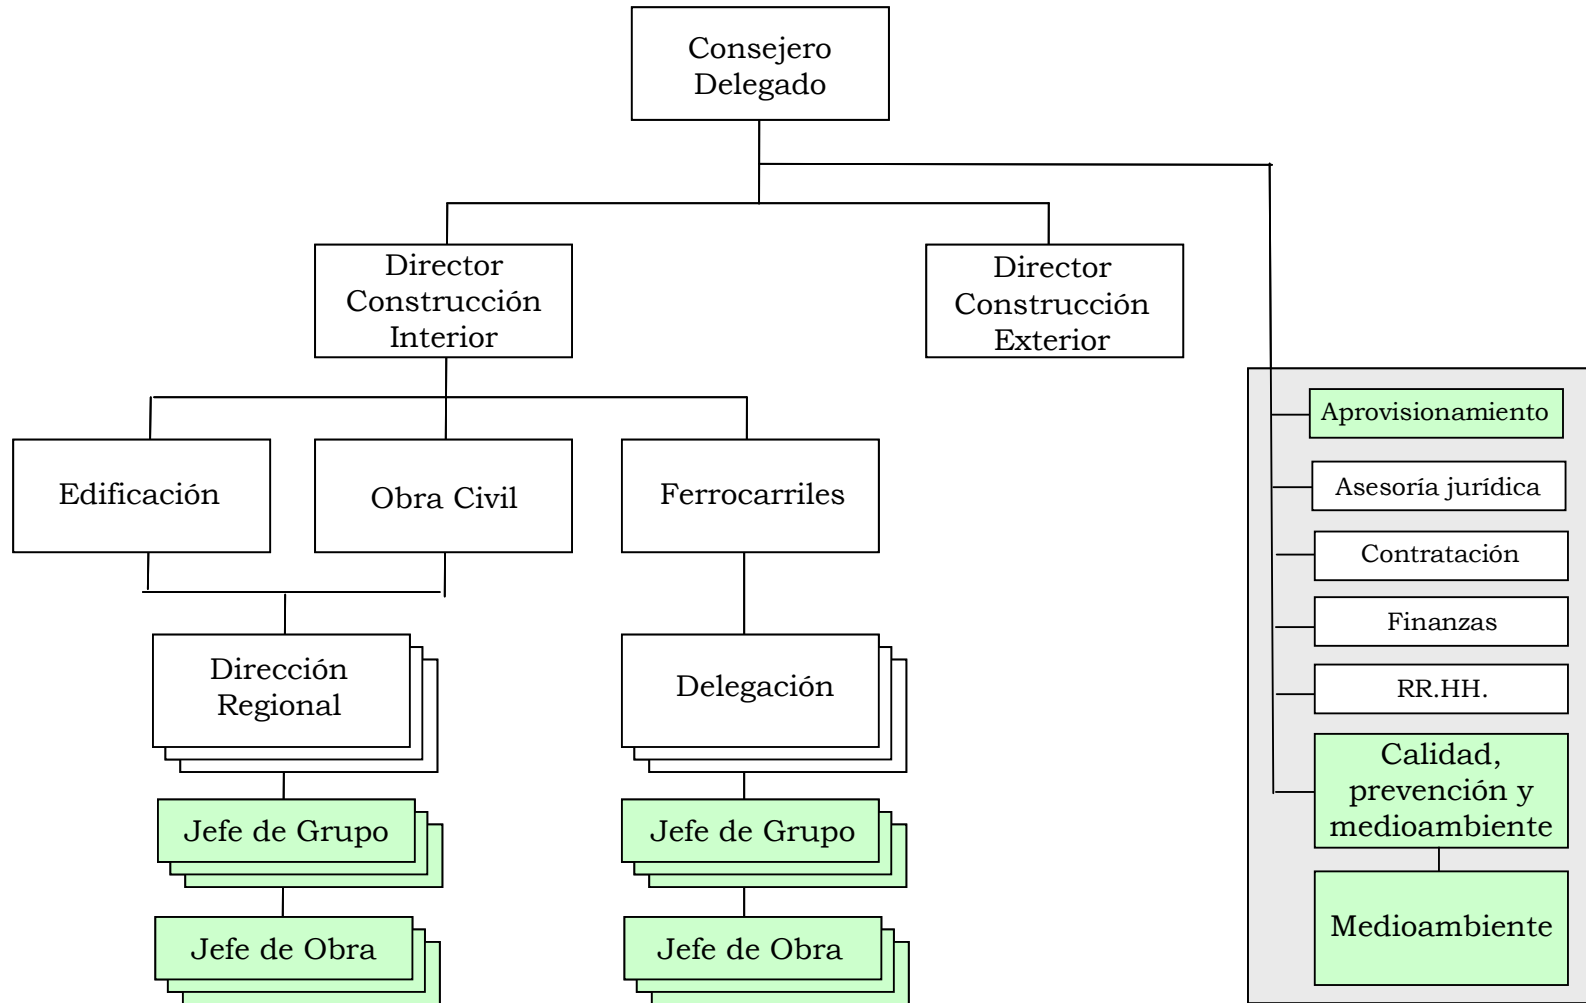 Consejero
Delegado
Director
Construcción
Interior
Director
Construcción
Exterior
Edificación
Obra Civil
Ferrocarriles
Dirección
Regional
Delegación
Jefe de Grupo
Jefe de Grupo
Jefe de Obra
Jefe de Obra
Aprovisionamiento
Asesoría jurídica
Contratación
Finanzas
RR.HH.
Calidad,
prevención y
medioambiente
Medioambiente